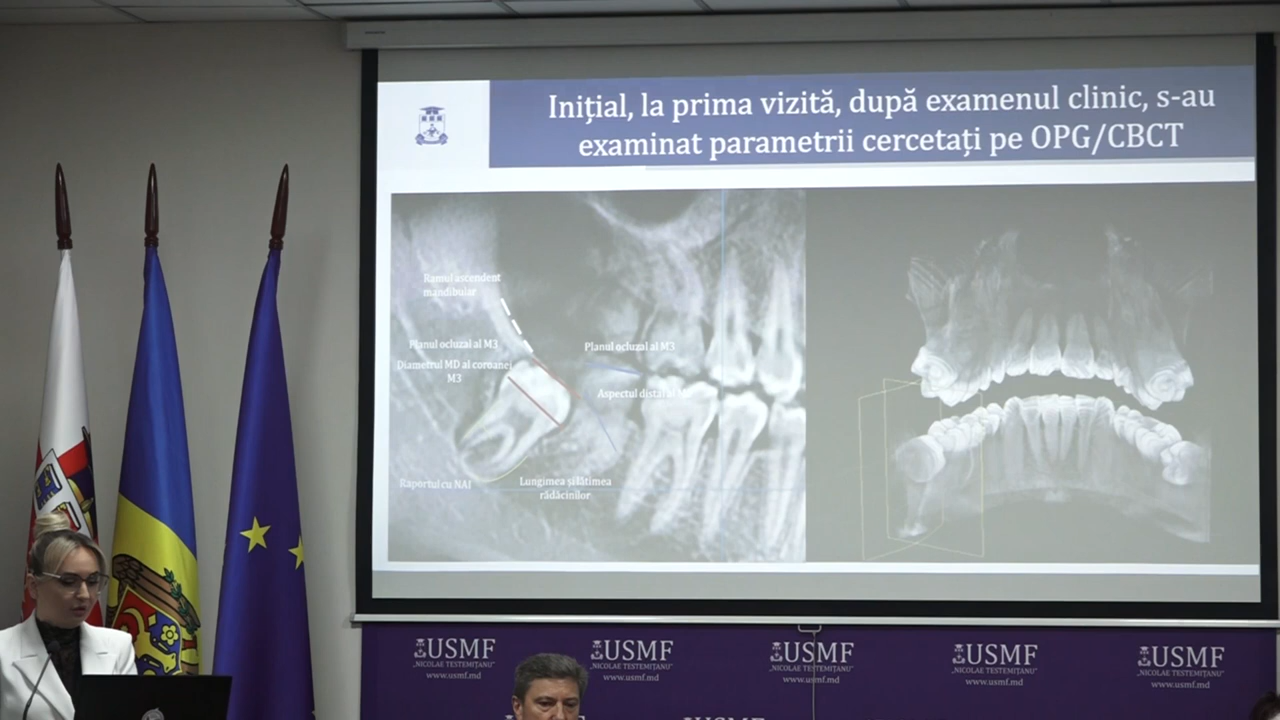 Inițial, la prima vizită, după examenul clinic, s-au
examinat parametrii cercetați pe OPG/CBCT
Ramul ascendent
mandibular
Planul ocluzal al M3
Diametrul MD al coroanei
M3
Planul ocluzal al M3
Aspectul distal al
Raportul cu NAI
Lungimea și lățimea
rădăcinilor
USMF
„NICOLAE TESTEMIȚANU”
www.usmf.md
USMF
„NICOLAE TESTEMIȚANU”
www.usmf.md
USMF
„NICOLAE TESTEMIȚANU”
www.usmf.md
USMF
„NICOLAE TESTEMIȚANU”
www.usmf.md
USMF
„NICOLAE TESTEMIȚANU”
www.usmf.md